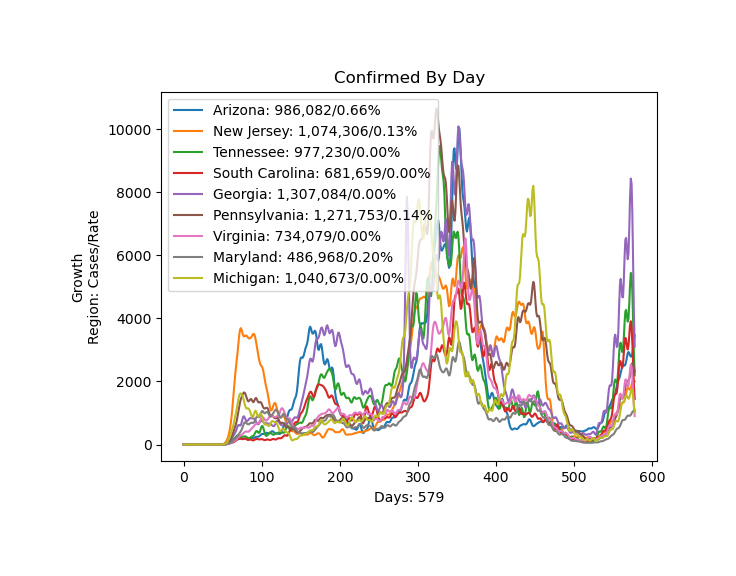 Confirmed By Day
Growth
Region: Cases/Rate
10000
8000
6000
4000
2000
0
Arizona: 986,082/0.66%
New Jersey: 1,074,306/0.13%
Tennessee: 977,230/0.00%
South Carolina: 681,659/0.00%
Georgia: 1,307,084/0.00%
Pennsylvania: 1,271,753/0.14%
Virginia: 734,079/0.00%
Maryland: 486,968/0.20%
Michigan: 1,040,673/0.00%
0 100 200 300 400 500 600
Days: 579